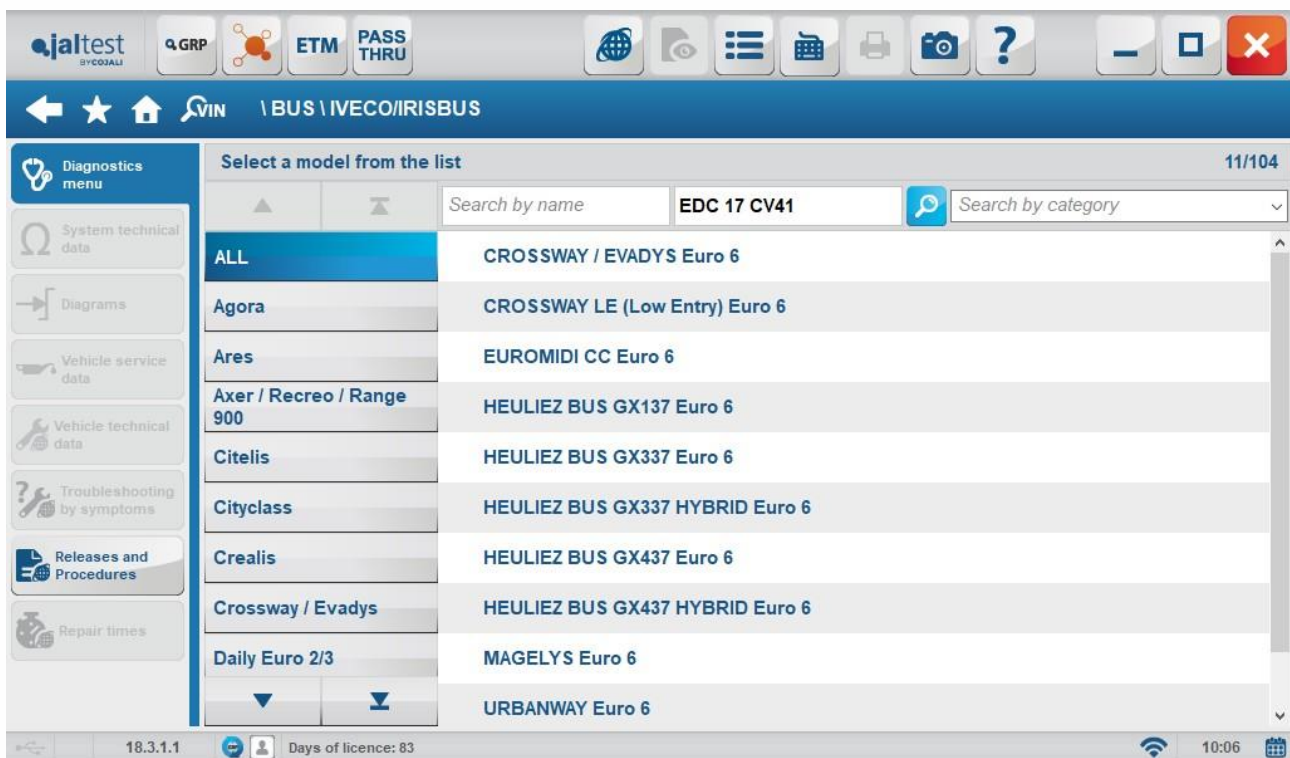 jaltest
BYCOJALI
GRP
ETM
PASS
THRU
?
VIN
\ BUS \ IVECO/IRISBUS
Diagnostics
menu
System technical
data
Diagrams
Vehicle service
data
Vehicle technical
data
Troubleshooting
by symptoms
Releases and
Procedures
Repair times
Select a model from the list
11/104
Search by name
EDC 17 CV41
Search by category
ALL
Agora
Ares
Axer / Recreo / Range
900
Citelis
Cityclass
Crealis
Crossway / Evadys
Daily Euro 2/3
CROSSWAY / EVADYS Euro 6
CROSSWAY LE (Low Entry) Euro 6
EUROMIDI CC Euro 6
HEULIEZ BUS GX137 Euro 6
HEULIEZ BUS GX337 Euro 6
HEULIEZ BUS GX337 HYBRID Euro 6
HEULIEZ BUS GX437 Euro 6
HEULIEZ BUS GX437 HYBRID Euro 6
MAGELYS Euro 6
URBANWAY Euro 6
18.3.1.1
Days of licence: 83
10:06